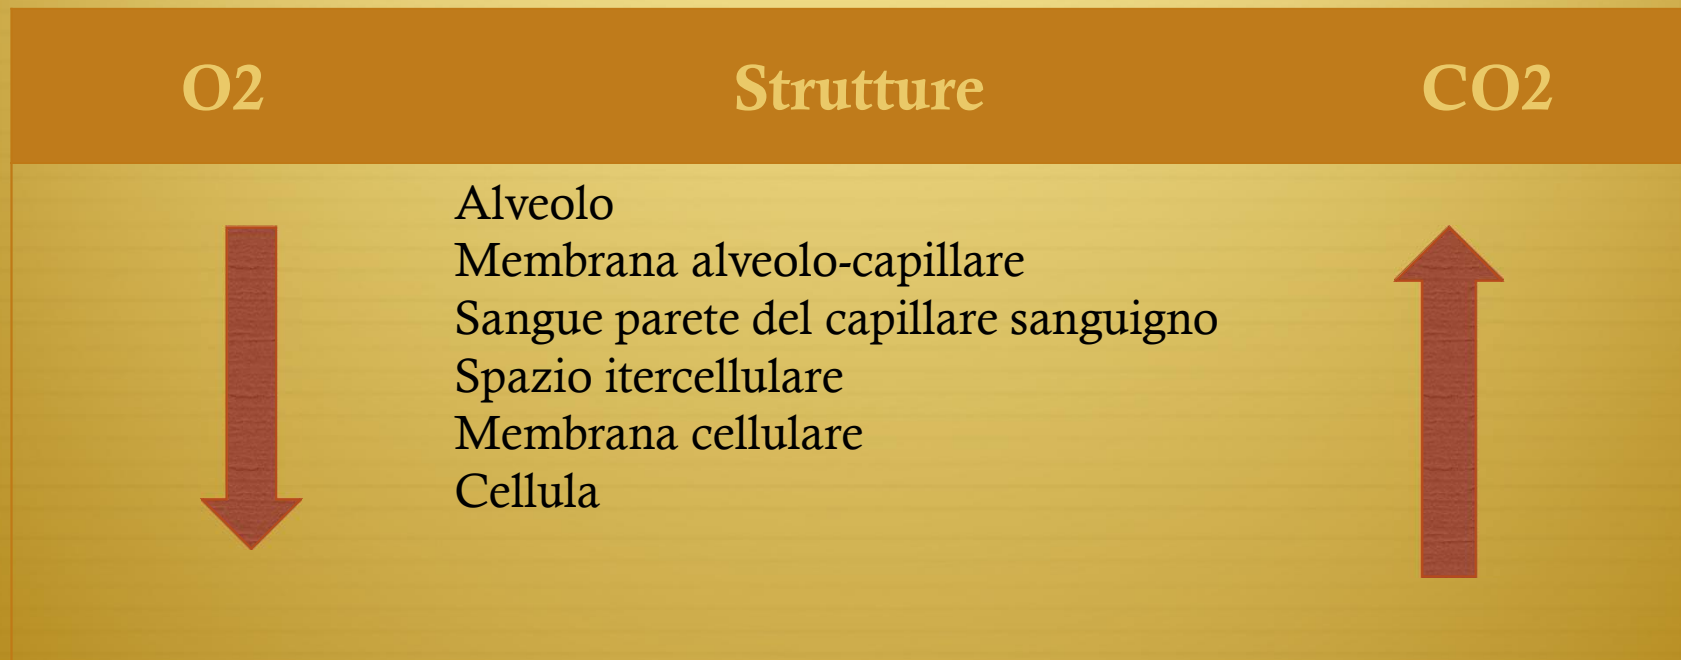 O2 Strutture CO2
Alveolo
Membrana alveolo-capillare
Sangue parete del capillare sanguigno
Spazio itercellulare
Membrana cellulare
Cellula